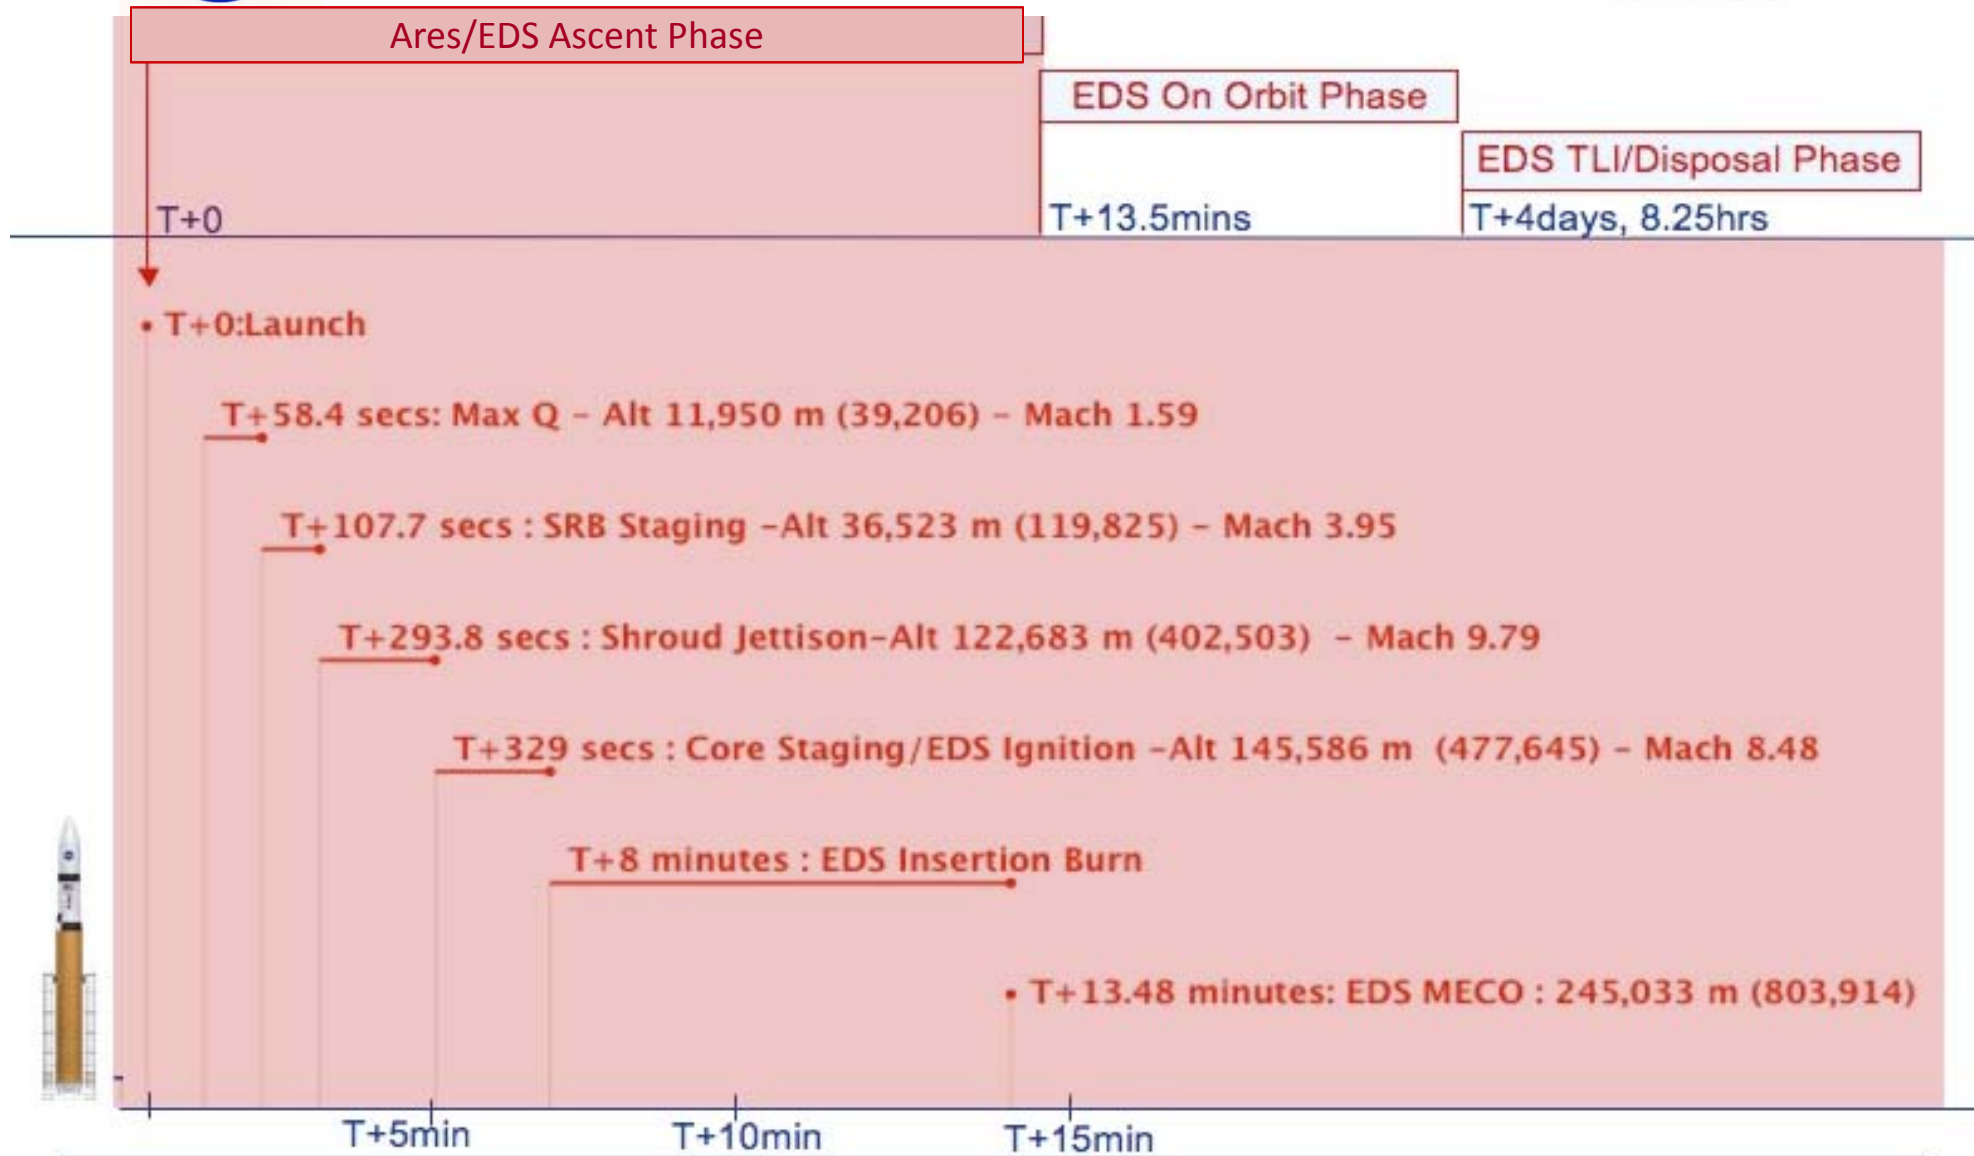 Ares/EDS Ascent Phase
EDS On Orbit Phase
EDS TLI/Disposal Phase
T+0
T+13.5mins
T+4days, 8.25hrs
T+0:Launch
T+58.4 secs: Max Q – Alt 11,950 m (39,206) – Mach 1.59
T+107.7 secs : SRB Staging –Alt 36,523 m (119,825) – Mach 3.95
T+293.8 secs : Shroud Jettison–Alt 122,683 m (402,503) – Mach 9.79
T+329 secs : Core Staging/EDS Ignition –Alt 145,586 m (477,645) – Mach 8.48
T+8 minutes : EDS Insertion Burn
T+13.48 minutes: EDS MECO : 245,033 m (803,914)
T+5min
T+10min
T+15min